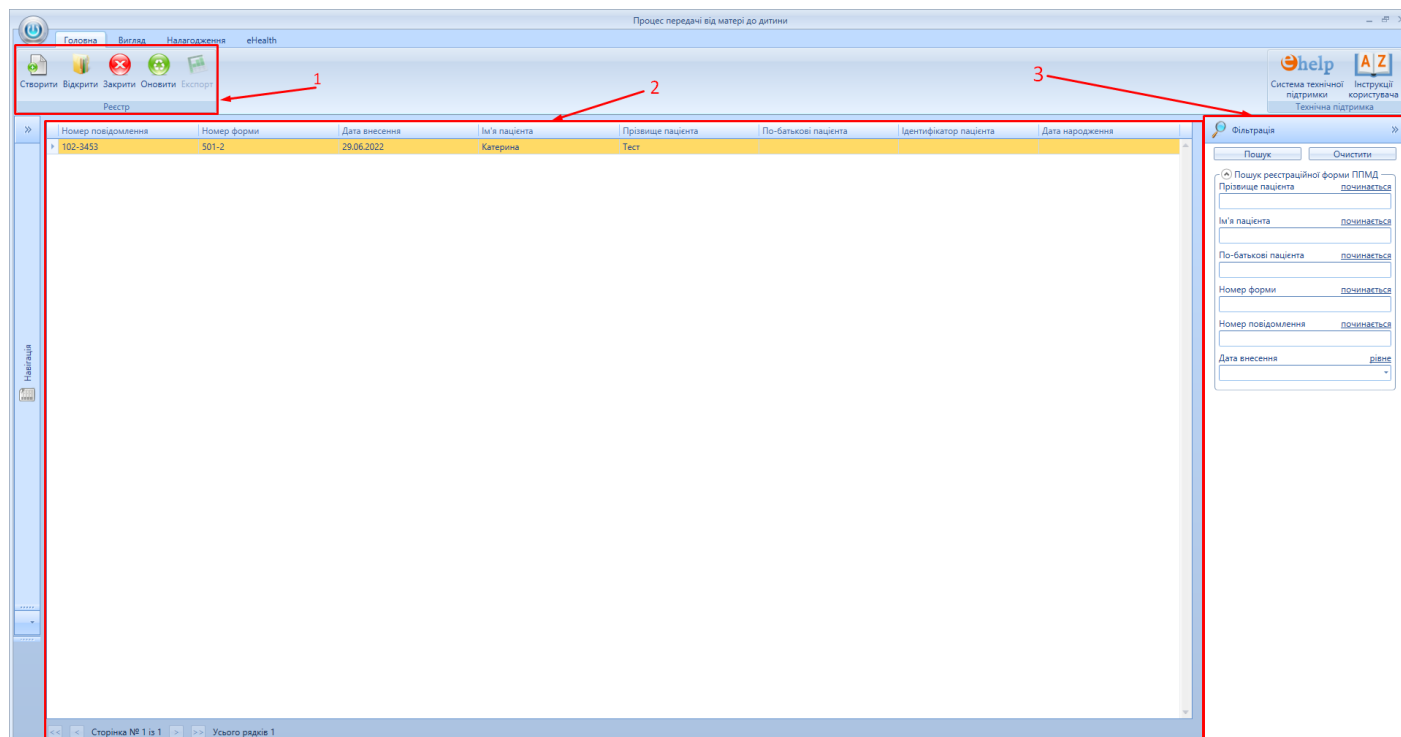 Процес передачі від матері до дитини
Головна Вигляд Налагодження eHealth
Створити Відкрити Закрити Оновити Експорт
Реєстр
1
2
3
ehelp
A Z
Система технічної підтримки
Інструкції користувача
Технічна підтримка
Номер повідомлення Номер форми Дата внесення Ім'я пацієнта Прізвище пацієнта По-батькові пацієнта Ідентифікатор пацієнта Дата народження
102-3453 501-2 29.06.2022 Катерина Тест
Навігація
Фільтрація
Пошук Очистити
Пошук реєстраційної форми ППМД
Прізвище пацієнта починається
Ім'я пацієнта починається
По-батькові пацієнта починається
Номер форми починається
Номер повідомлення починається
Дата внесення рівне
<< < Сторінка № 1 із 1 > >> Усього рядків 1